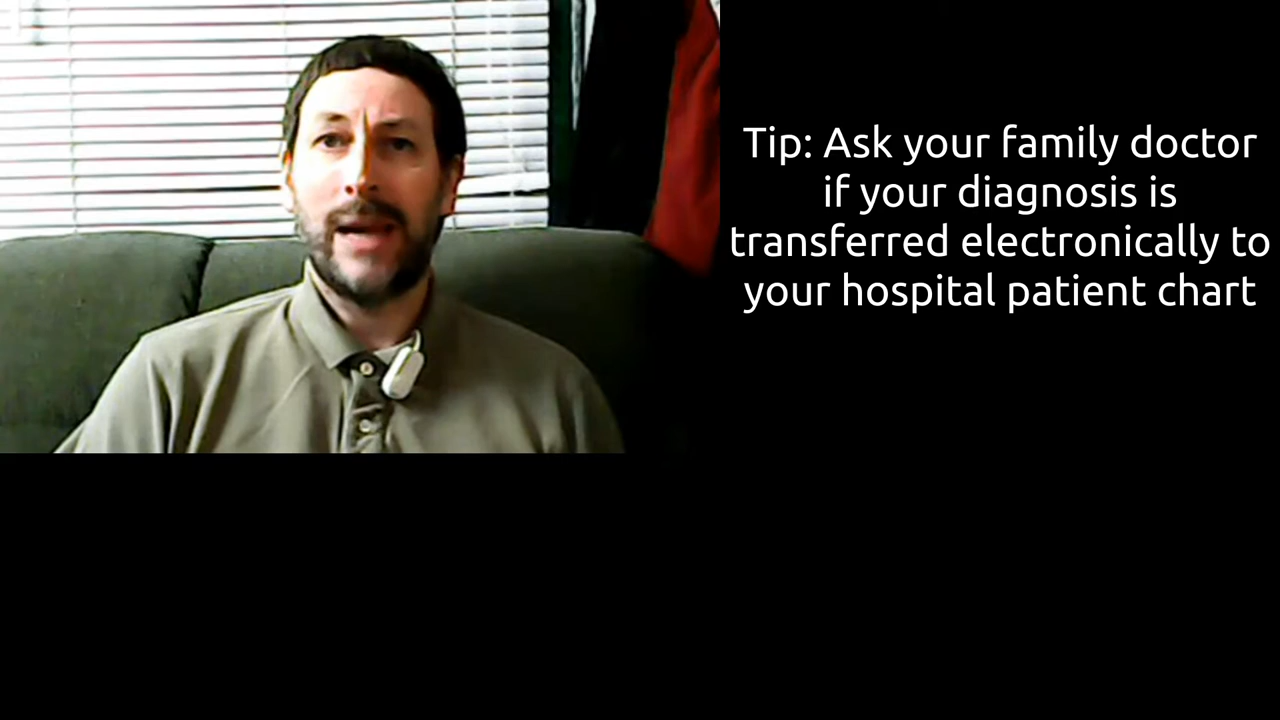 Tip: Ask your family doctor
if your diagnosis is
transferred electronically to
your hospital patient chart